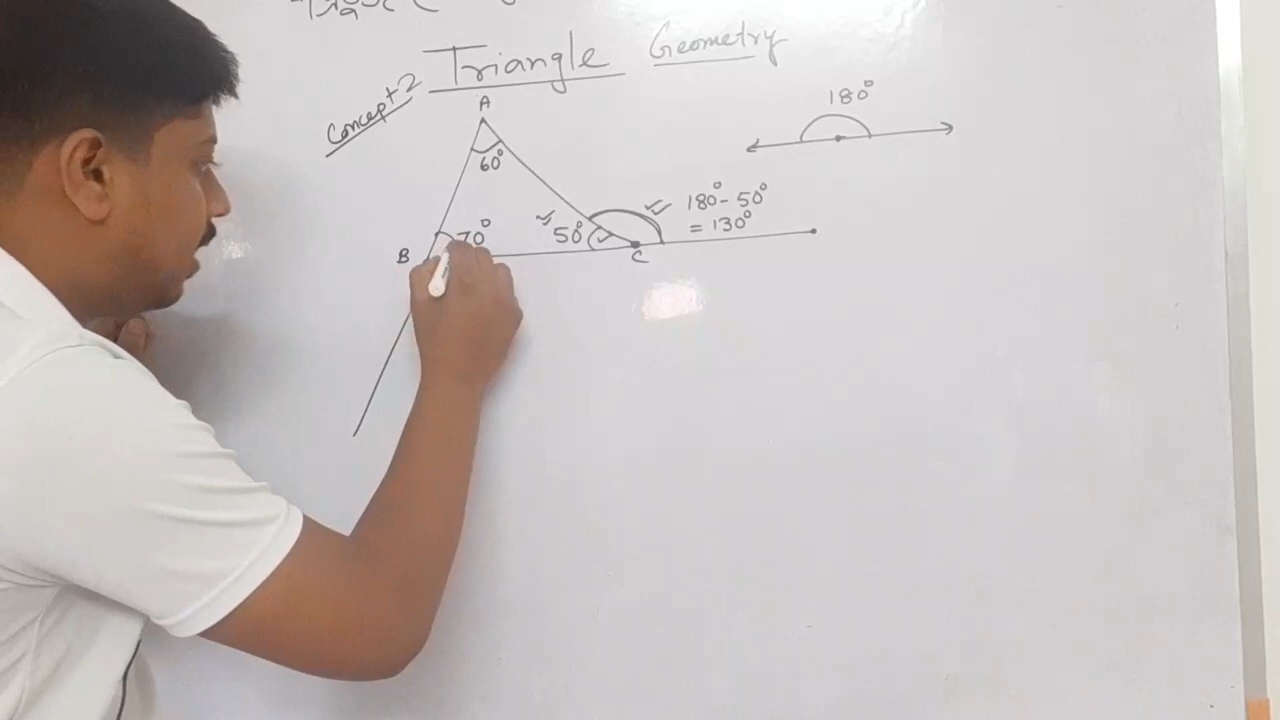 Triangle Geometry
Concept 2
180°
A
60°
180° - 50°
= 130°
50°
70°
B
C